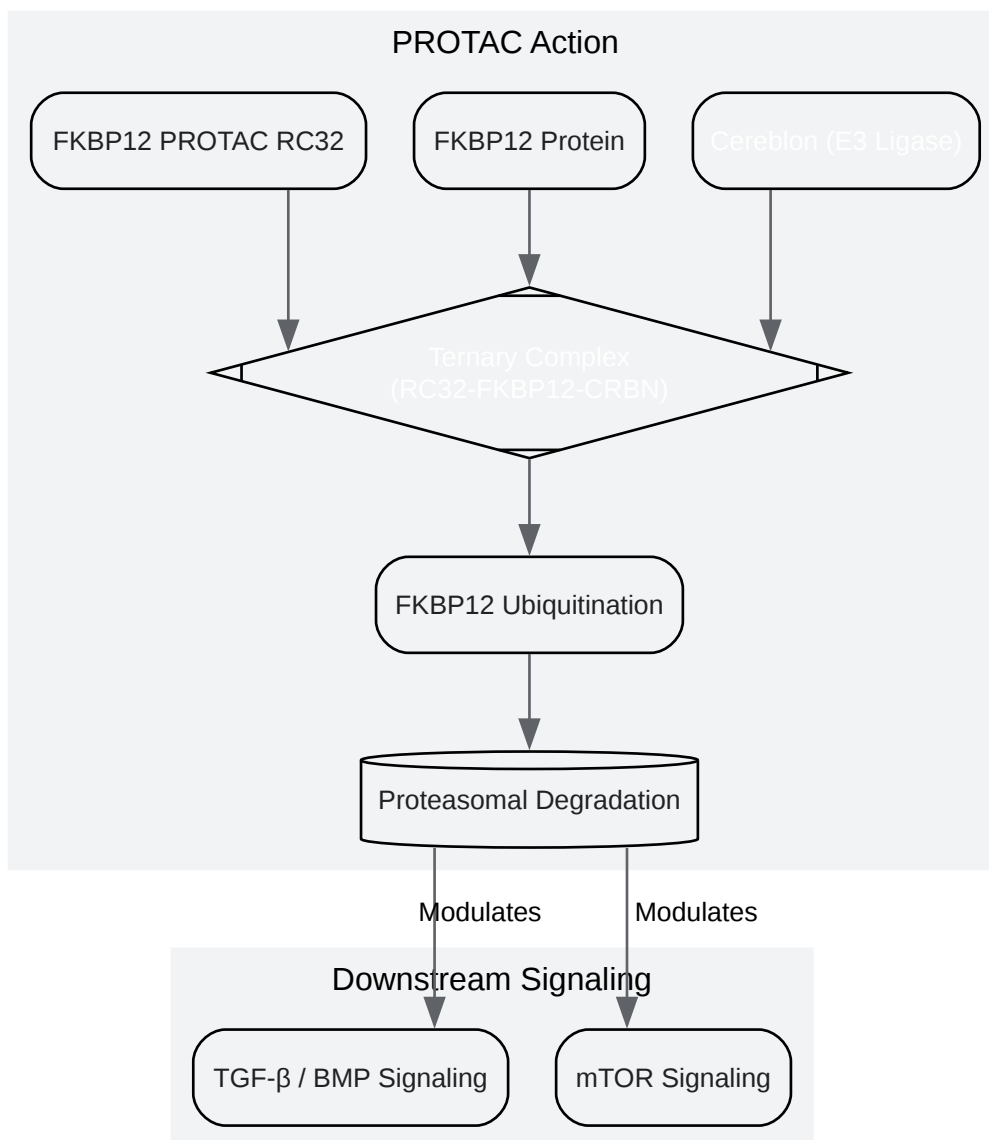 PROTAC Action
FKBP12 PROTAC RC32
FKBP12 Protein
Cereblon (E3 Ligase)
Ternary Complex
(RC32-FKBP12-CRBN)
FKBP12 Ubiquitination
Proteasomal Degradation
Modulates
Modulates
Downstream Signaling
TGF-β / BMP Signaling
mTOR Signaling